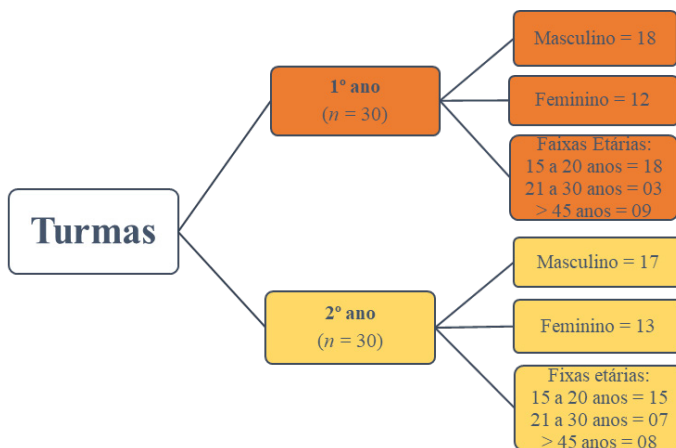 Turmas
1º ano
(n = 30)
Masculino = 18
Feminino = 12
Faixas Etárias:
15 a 20 anos = 18
21 a 30 anos = 03
> 45 anos = 09
2º ano
(n = 30)
Masculino = 17
Feminino = 13
Fixas etárias:
15 a 20 anos = 15
21 a 30 anos = 07
> 45 anos = 08